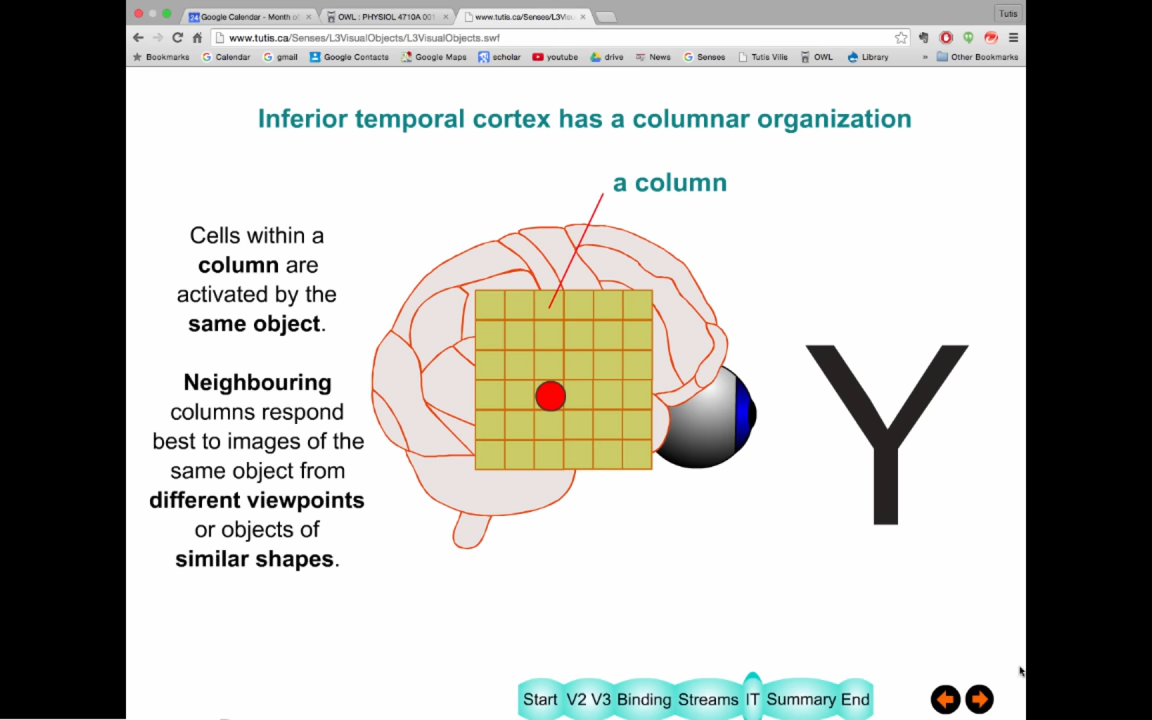 Google Calendar - Month of
OWL : PHYSIOL 4710A 001
www.tutis.ca/Senses/L3Visu
Tutis
www.tutis.ca/Senses/L3VisualObjects/L3VisualObjects.swf
Bookmarks Calendar gmail Google Contacts Google Maps scholar youtube drive News Senses Tutis Vilis OWL Library » Other Bookmarks
Inferior temporal cortex has a columnar organization
a column
Cells within a
column are
activated by the
same object.
Neighbouring
columns respond
best to images of the
same object from
different viewpoints
or objects of
similar shapes.
Y
Start V2 V3 Binding Streams IT Summary End